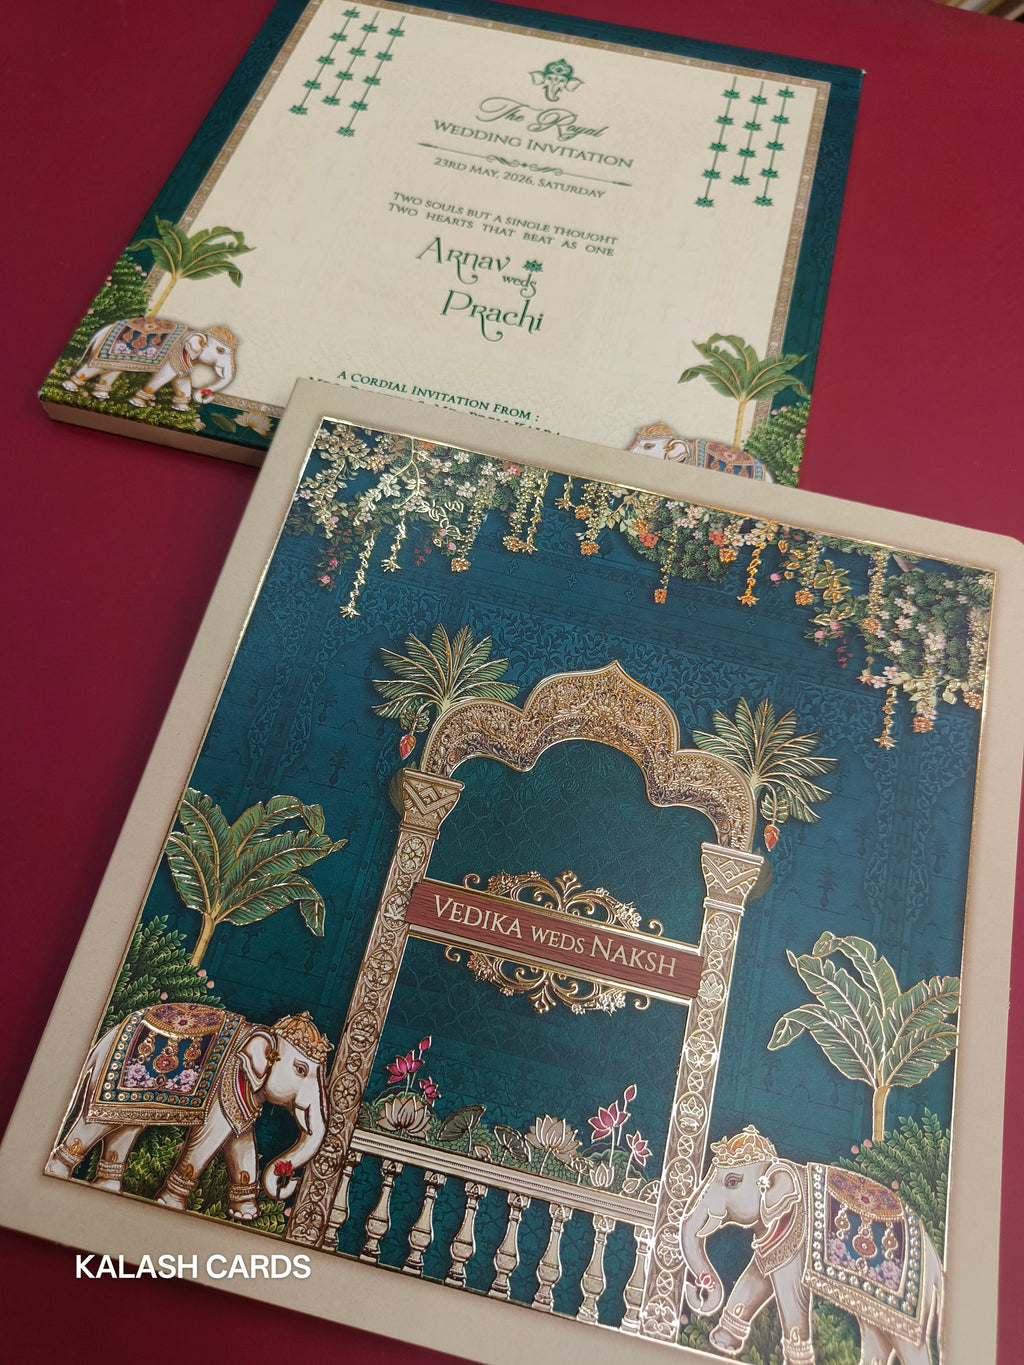 The Royal
Wedding Invitation
23rd May, 2026, Saturday
Two souls but a single thought
Two hearts that beat as one
Arnav
weds
Prachi
A Cordial Invitation From :
Vedika weds Naksh
KALASH CARDS